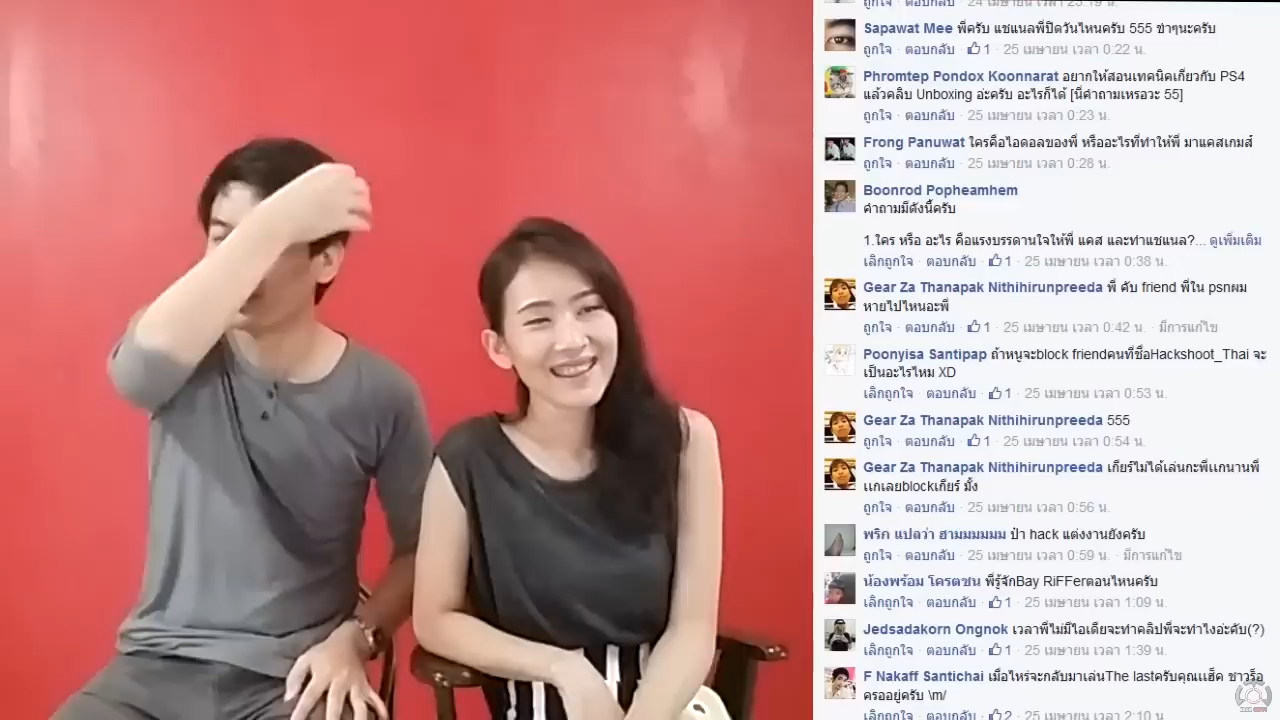 ถูกใจ · ตอบกลับ · 24 เมษายน เวลา 23:19 น.
Sapawat Mee พี่ครับ แชแนลพี่ปิดวันไหนครับ 555 ขำๆนะครับ
ถูกใจ · ตอบกลับ · 1 · 25 เมษายน เวลา 0:22 น.
Phromtep Pondox Koonnarat อยากให้สอนเทคนิคเกี่ยวกับ PS4
แล้วคลิบ Unboxing อ่ะครับ อะไรก็ได้ [นี่คำถามเหรอวะ 55]
ถูกใจ · ตอบกลับ · 25 เมษายน เวลา 0:23 น.
Frong Panuwat ใครคือไอดอลของพี่ หรืออะไรที่ทำให้พี่ มาแคสเกมส์
ถูกใจ · ตอบกลับ · 25 เมษายน เวลา 0:28 น.
Boonrod Popheamhem
คำถามมีดังนี้ครับ
1.ใคร หรือ อะไร คือแรงบรรดานใจให้พี่ แคส และทำแชแนล?... ดูเพิ่มเติม
เลิกถูกใจ · ตอบกลับ · 1 · 25 เมษายน เวลา 0:38 น.
Gear Za Thanapak Nithihirunpreeda พี่ คับ friend พี่ใน psnผม
หายไปไหนอะพี่
ถูกใจ · ตอบกลับ · 1 · 25 เมษายน เวลา 0:42 น. · มีการแก้ไข
Poonyisa Santipap ถ้าหนูจะblock friendคนที่ชื่อHackshoot_Thai จะ
เป็นอะไรไหม XD
เลิกถูกใจ · ตอบกลับ · 1 · 25 เมษายน เวลา 0:53 น.
Gear Za Thanapak Nithihirunpreeda 555
ถูกใจ · ตอบกลับ · 1 · 25 เมษายน เวลา 0:54 น.
Gear Za Thanapak Nithihirunpreeda เกียร์ไม่ได้เล่นกะพี่แกนานพี่
แกเลยblockเกียร์ มั้ง
ถูกใจ · ตอบกลับ · 25 เมษายน เวลา 0:56 น.
พริก แปลว่า ฮามมมมมม ป๋า hack แต่งงานยังครับ
ถูกใจ · ตอบกลับ · 25 เมษายน เวลา 0:59 น. · มีการแก้ไข
น้องพร้อม โครตซน พี่รู้จักBay RiFFerตอนไหนครับ
เลิกถูกใจ · ตอบกลับ · 1 · 25 เมษายน เวลา 1:09 น.
Jedsadakorn Ongnok เวลาพี่ไม่มีไอเดียจะทำคลิปพี่จะทำไงอ่ะคับ(?)
เลิกถูกใจ · ตอบกลับ · 1 · 25 เมษายน เวลา 1:39 น.
F Nakaff Santichai เมื่อไหร่จะกลับมาเล่นThe lastครับคุณแฮ็ค ชาวร็อ
ครออยู่ครับ \m/
เลิกถูกใจ · ตอบกลับ · 2 · 25 เมษายน เวลา 2:10 น.